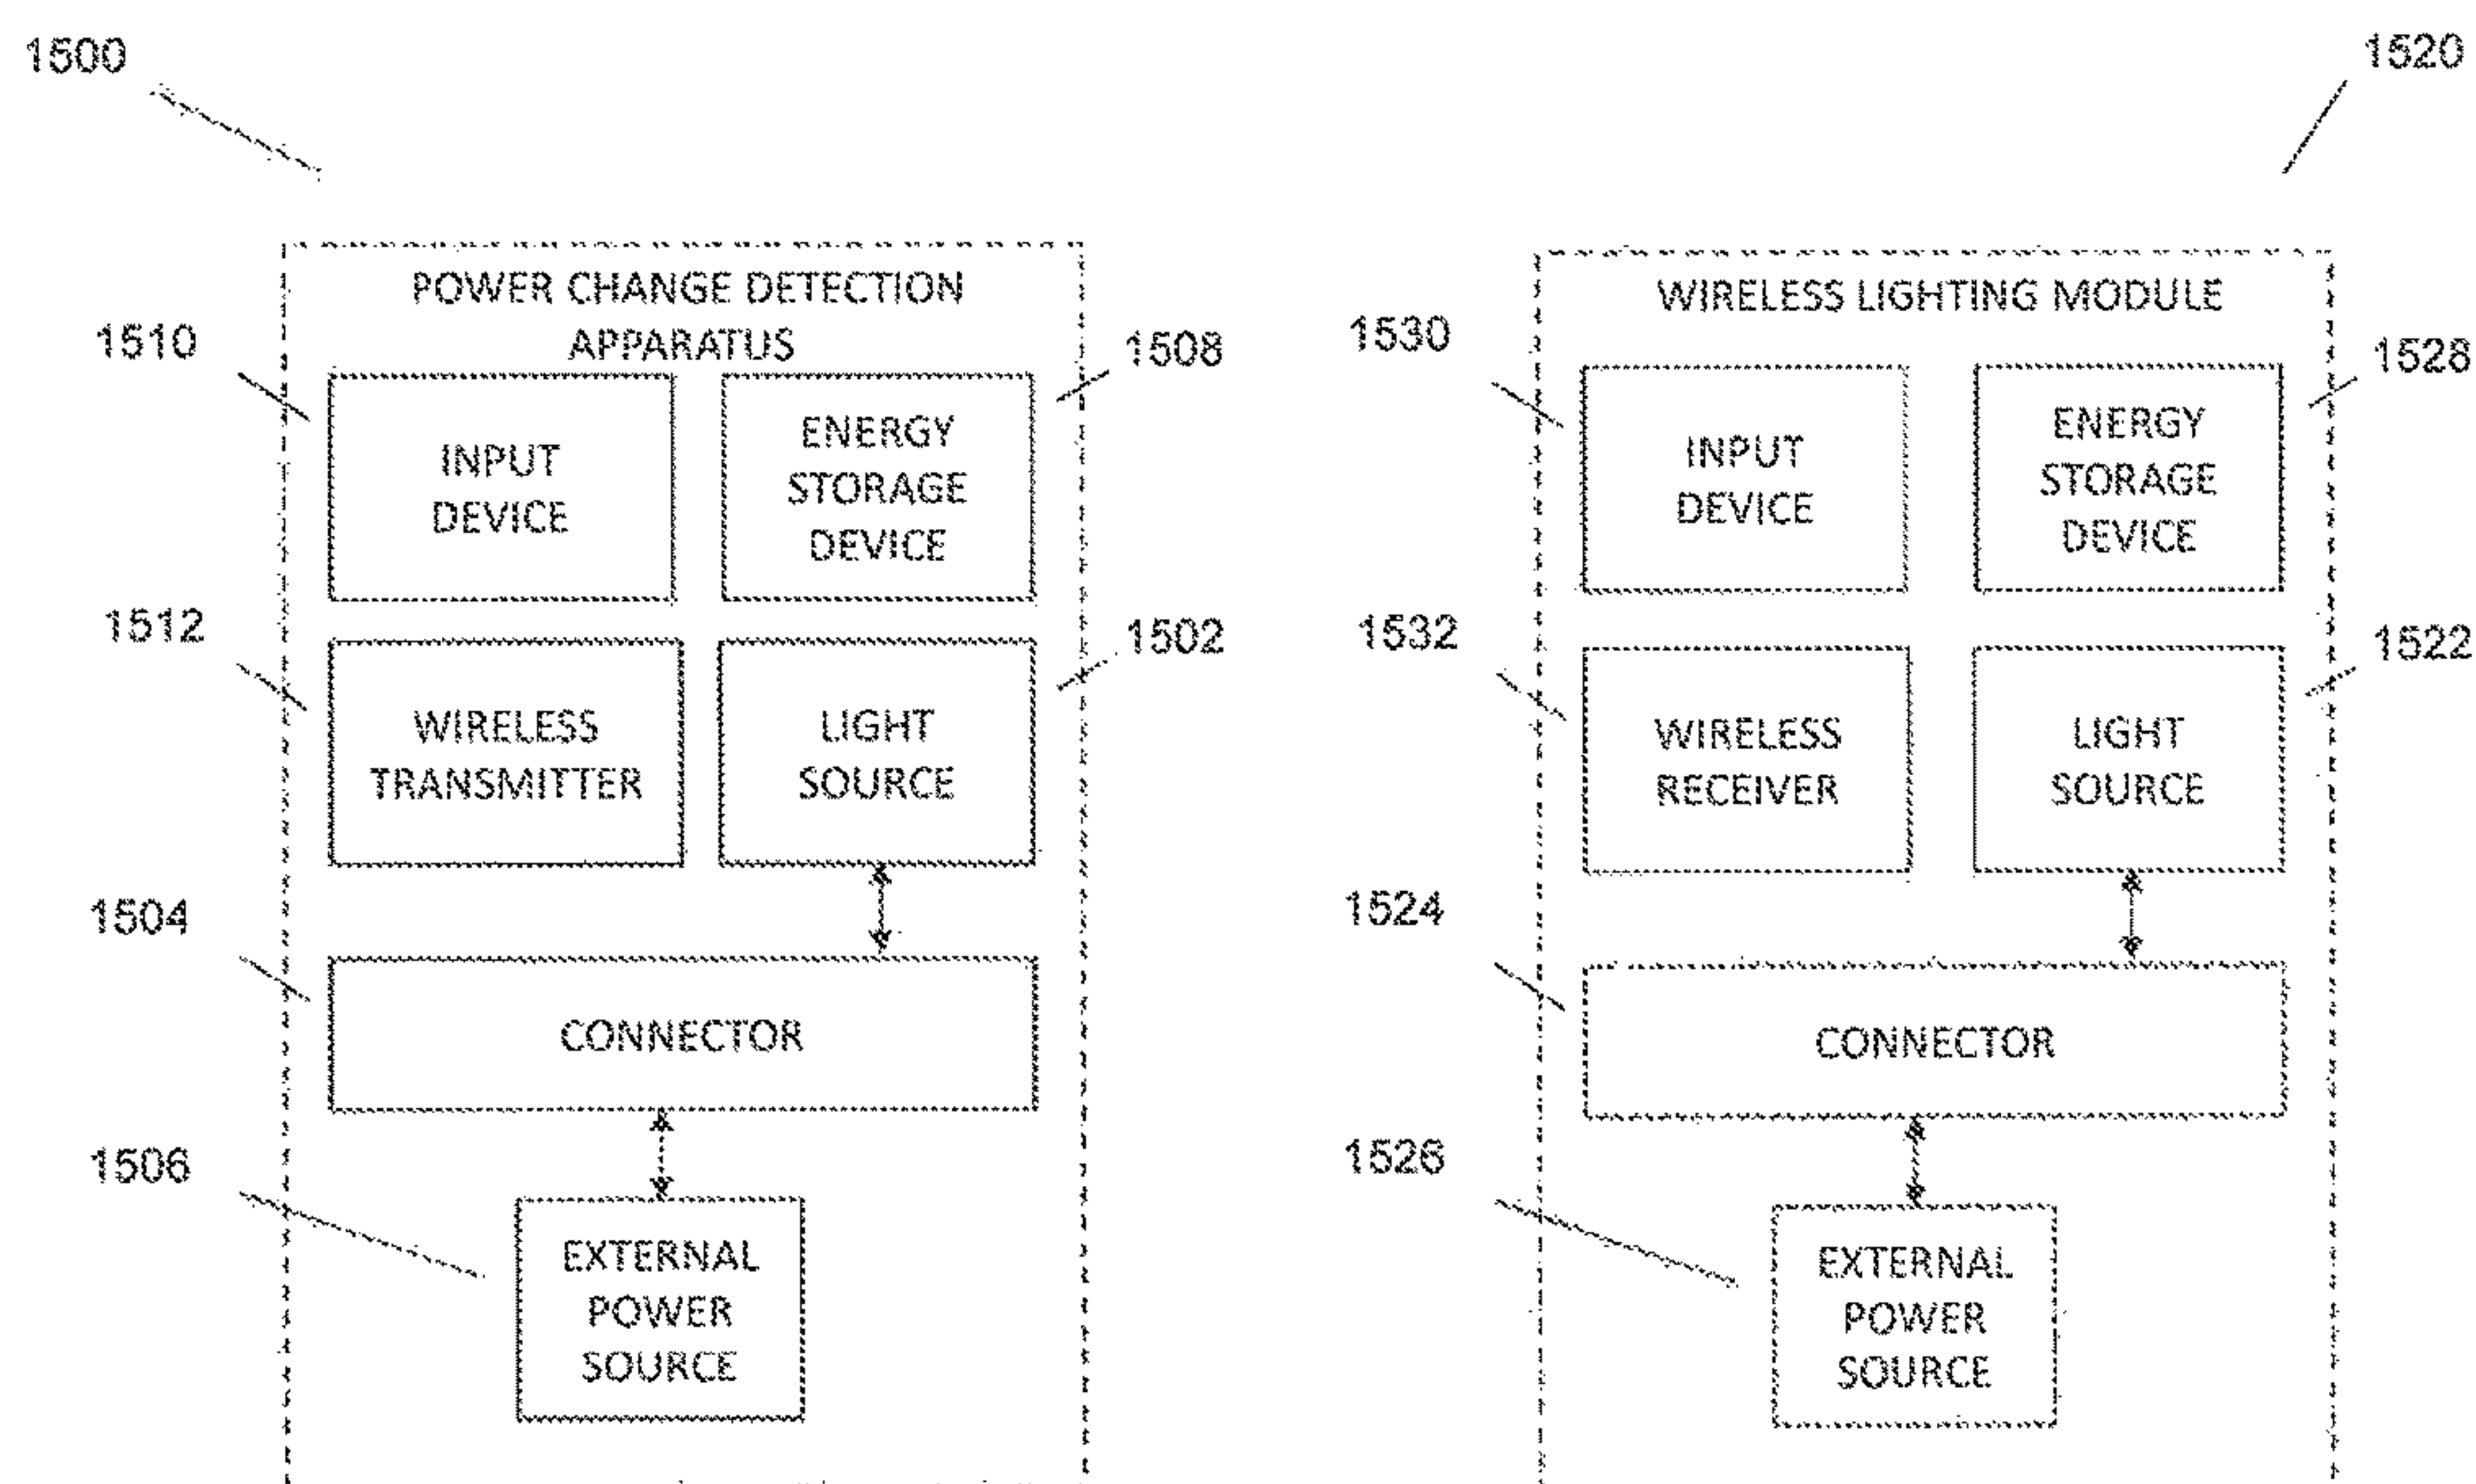 1500
1520
POWER CHANGE DETECTION
APPARATUS
1510
1508
INPUT
DEVICE
ENERGY
STORAGE
DEVICE
1512
1502
WIRELESS
TRANSMITTER
LIGHT
SOURCE
1504
CONNECTOR
1506
EXTERNAL
POWER
SOURCE
WIRELESS LIGHTING MODULE
1530
1528
INPUT
DEVICE
ENERGY
STORAGE
DEVICE
1532
1522
WIRELESS
RECEIVER
LIGHT
SOURCE
1524
CONNECTOR
1526
EXTERNAL
POWER
SOURCE